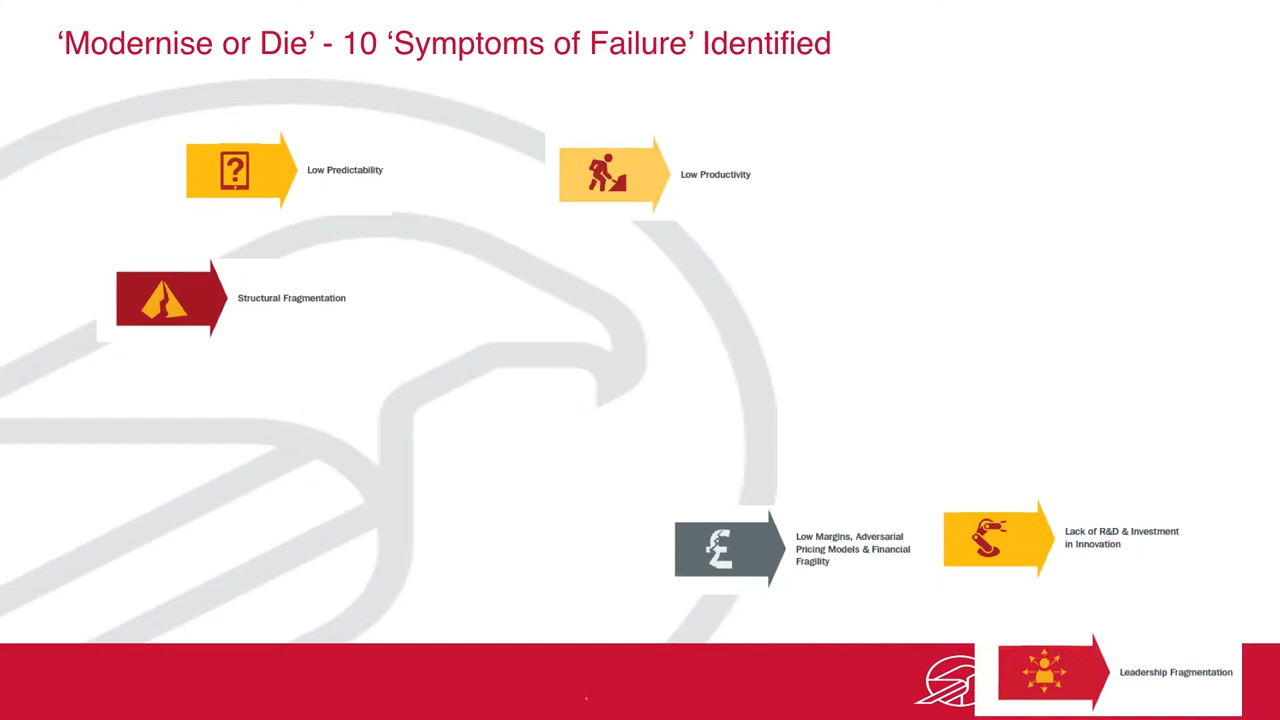 ‘Modernise or Die’ - 10 ‘Symptoms of Failure’ Identified
?
Low Predictability
Low Productivity
Structural Fragmentation
£
Low Margins, Adversarial
Pricing Models & Financial
Fragility
Lack of R&D & Investment
in Innovation
Leadership Fragmentation